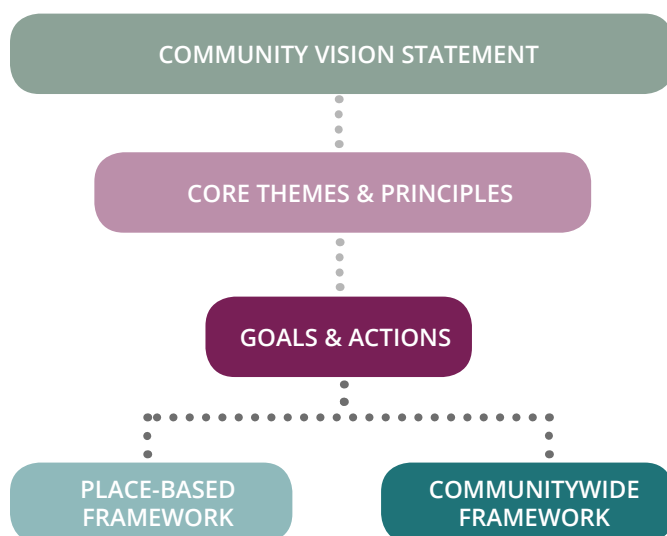 COMMUNITY VISION STATEMENT
CORE THEMES & PRINCIPLES
GOALS & ACTIONS
PLACE-BASED
FRAMEWORK
COMMUNITYWIDE
FRAMEWORK